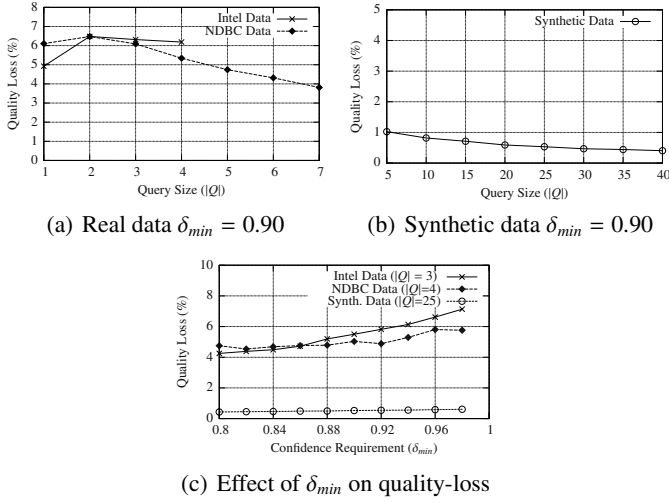 Intel Data
NDBC Data
Quality Loss (%)
8
7
6
5
4
3
2
1
0
1 2 3 4 5 6 7
Query Size (|Q|)
(a) Real data δmin = 0.90
Synthetic Data
Quality Loss (%)
5
4
3
2
1
0
5 10 15 20 25 30 35 40
Query Size (|Q|)
(b) Synthetic data δmin = 0.90
Intel Data (|Q| = 3)
NDBC Data (|Q|=4)
Synth. Data (|Q|=25)
Quality Loss (%)
10
8
6
4
2
0
0.8 0.84 0.88 0.92 0.96 1
Confidence Requirement (δmin)
(c) Effect of δmin on quality-loss